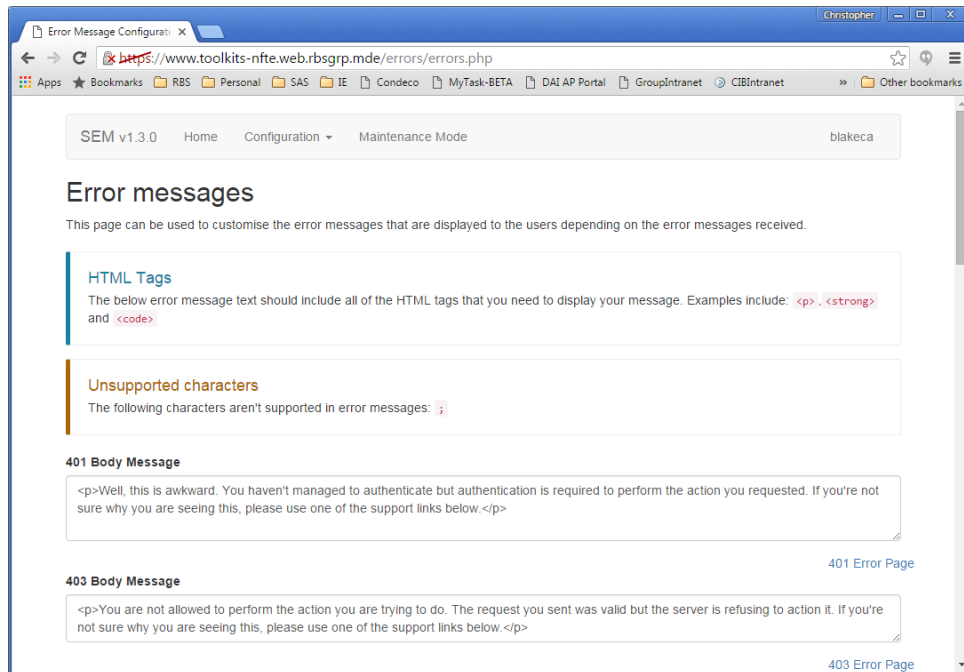 Christopher
Error Message Configurati
https://www.toolkits-nfte.web.rbsgrp.mde/errors/errors.php
Apps Bookmarks RBS Personal SAS IE Condeco MyTask-BETA DAI AP Portal GroupIntranet CIBIntranet » Other bookmarks
SEM v1.3.0 Home Configuration Maintenance Mode blakeca
Error messages
This page can be used to customise the error messages that are displayed to the users depending on the error messages received.
HTML Tags
The below error message text should include all of the HTML tags that you need to display your message. Examples include: <p> , <strong>
and <code>
Unsupported characters
The following characters aren't supported in error messages: ;
401 Body Message
<p>Well, this is awkward. You haven't managed to authenticate but authentication is required to perform the action you requested. If you're not
sure why you are seeing this, please use one of the support links below.</p>
401 Error Page
403 Body Message
<p>You are not allowed to perform the action you are trying to do. The request you sent was valid but the server is refusing to action it. If you're
not sure why you are seeing this, please use one of the support links below.</p>
403 Error Page